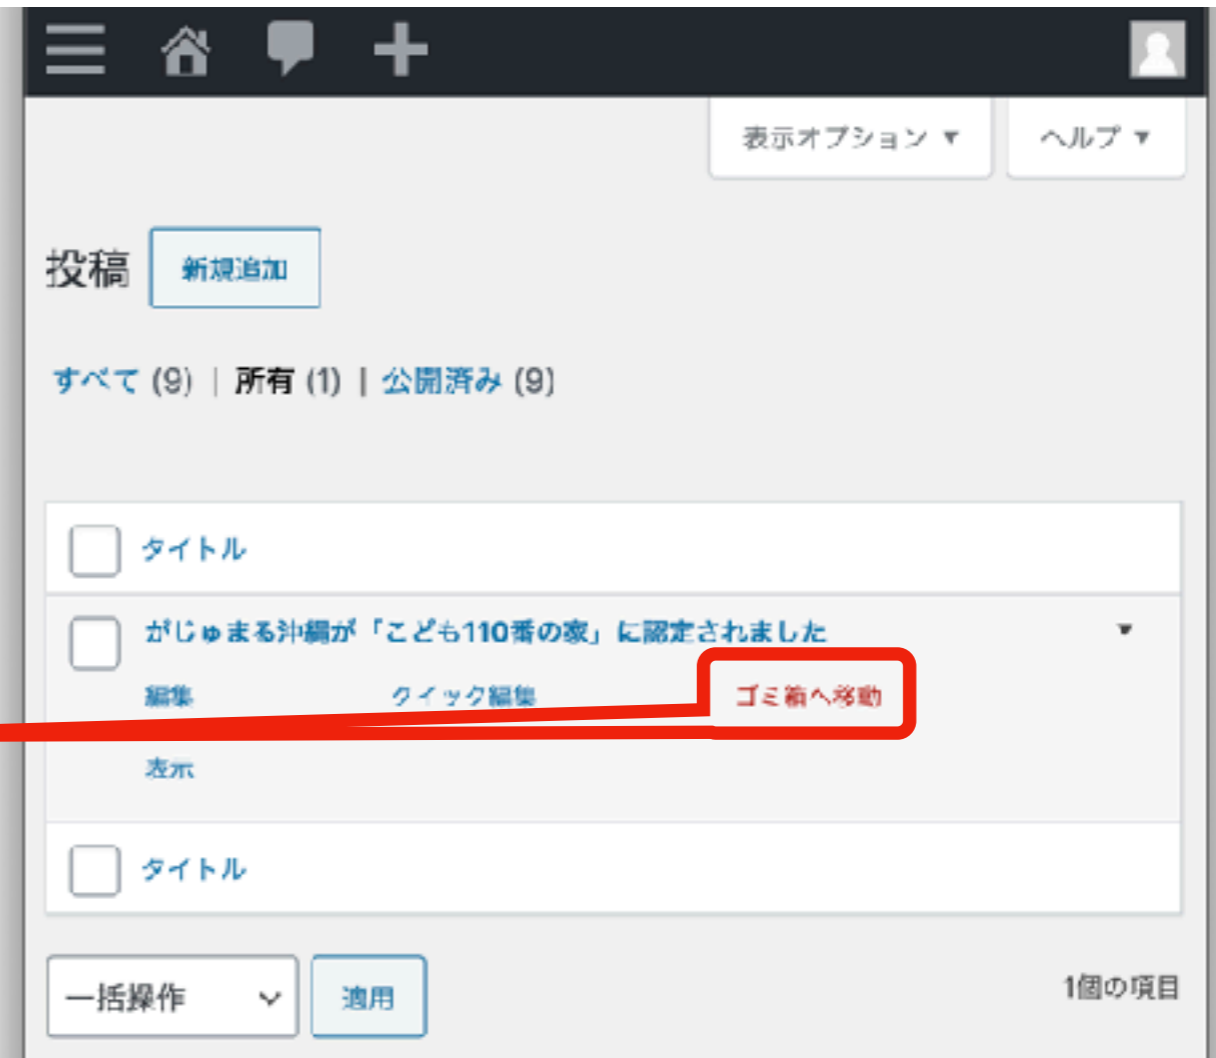 表示オプション ▼ ヘルプ ▼
投稿 新規追加
すべて (9) | 所有 (1) | 公開済み (9)
タイトル
がじゅまる沖縄が「こども110番の家」に認定されました ▼
編集 クイック編集 ゴミ箱へ移動
表示
タイトル
一括操作 適用 1個の項目